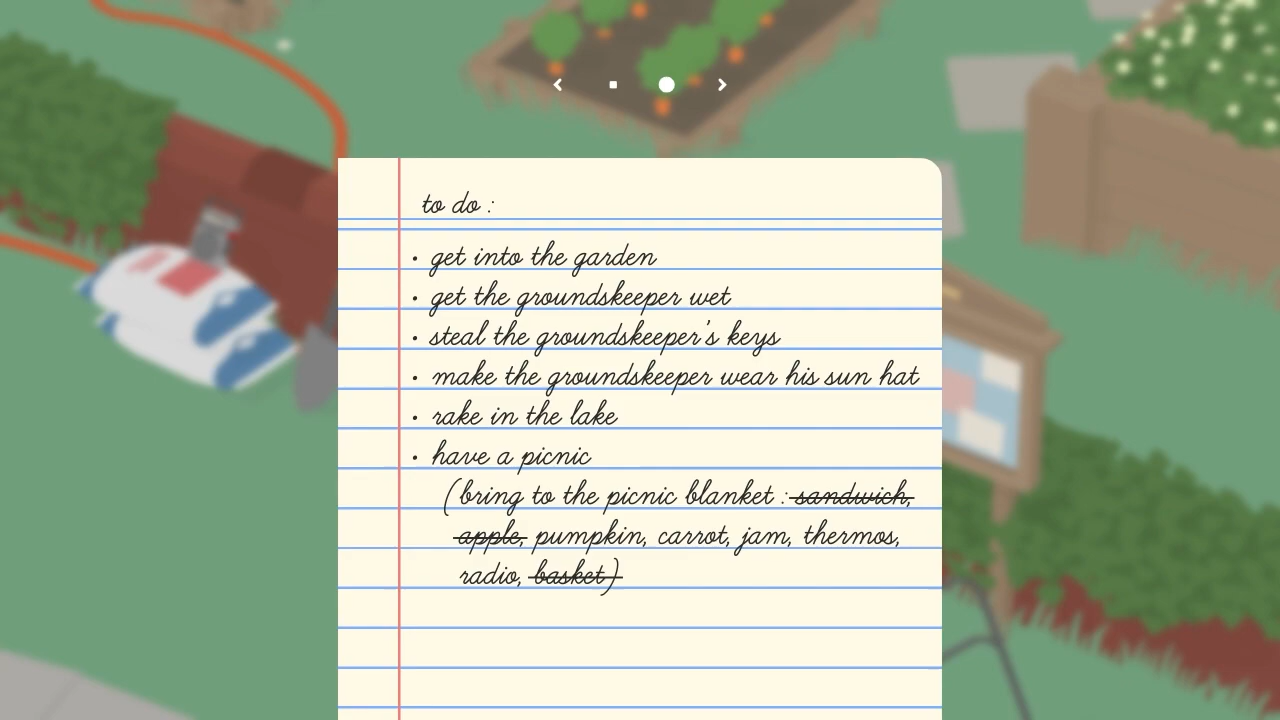 to do :
• get into the garden
• get the groundskeeper wet
• steal the groundskeeper's keys
• make the groundskeeper wear his sun hat
• rake in the lake
• have a picnic
(bring to the picnic blanket : sandwich,
apple, pumpkin, carrot, jam, thermos,
radio, basket)